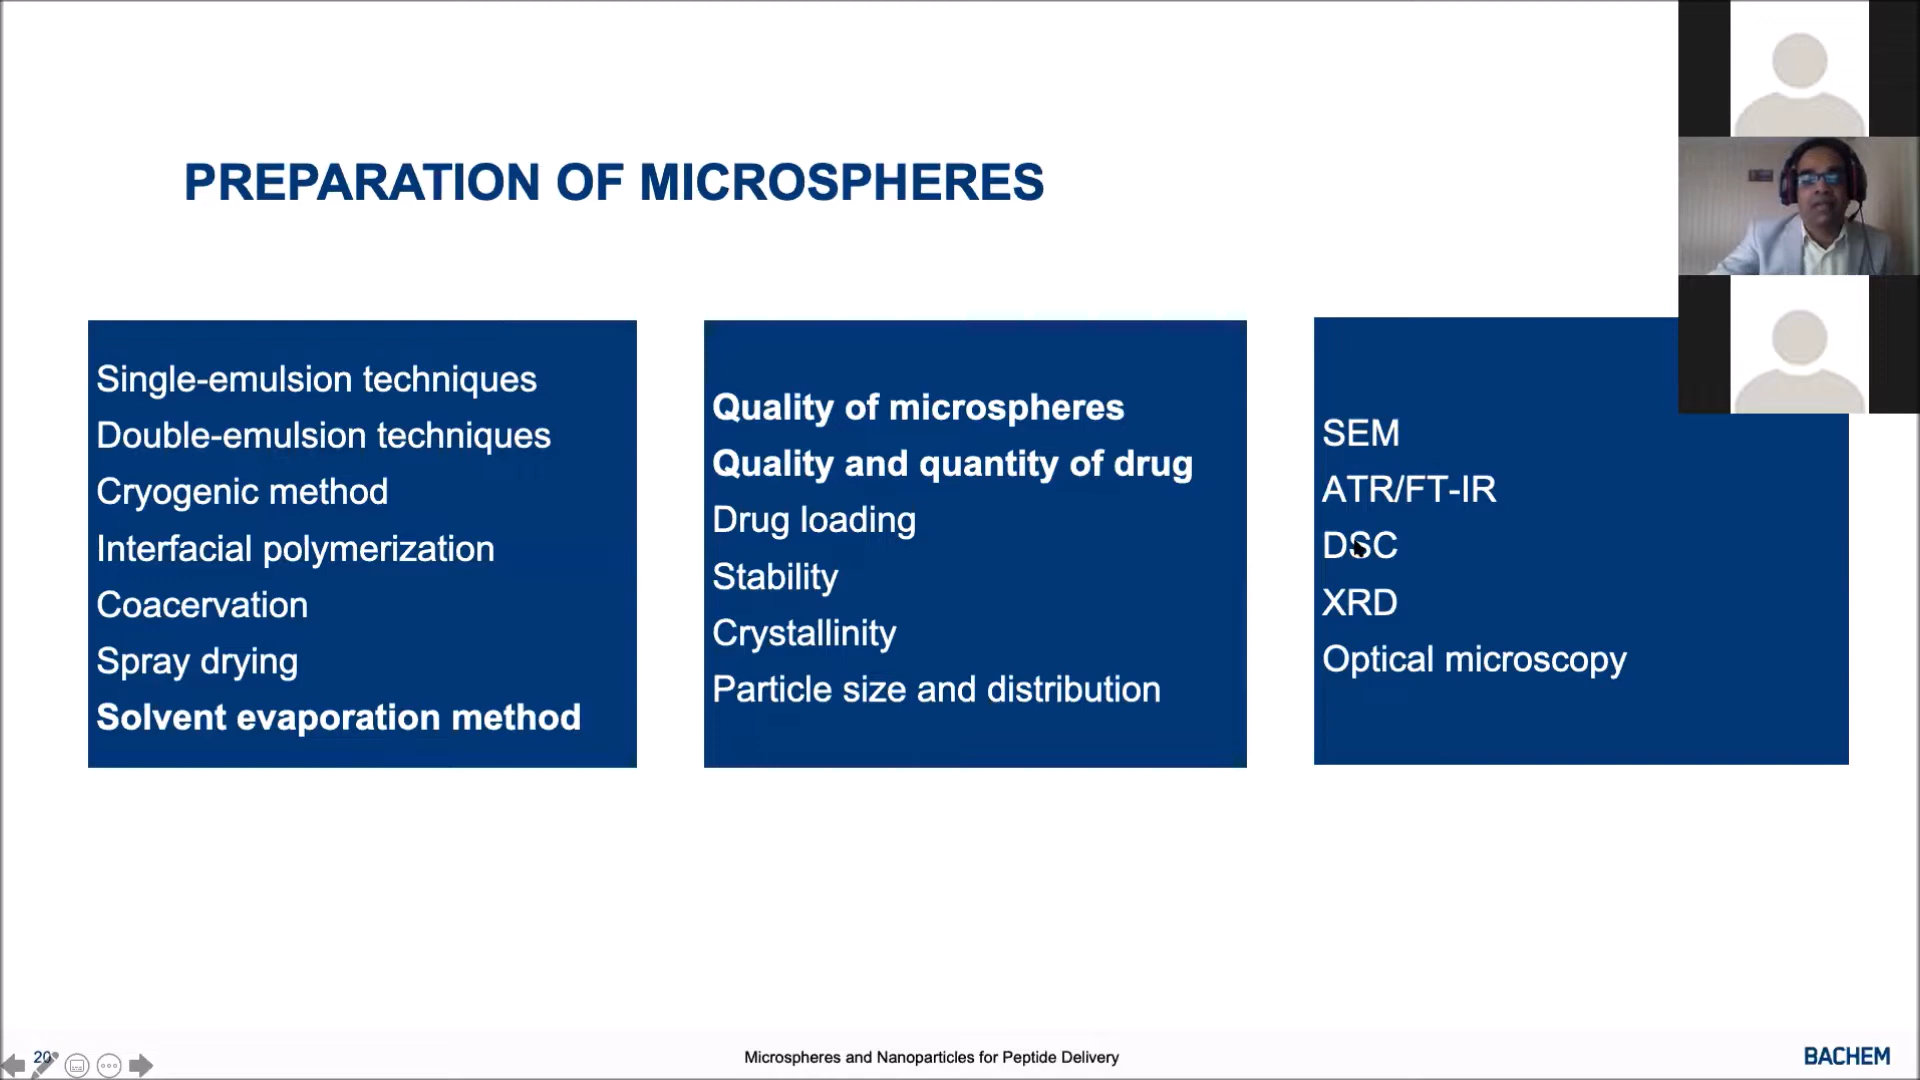 PREPARATION OF MICROSPHERES
Single-emulsion techniques
Double-emulsion techniques
Cryogenic method
Interfacial polymerization
Coacervation
Spray drying
Solvent evaporation method
Quality of microspheres
Quality and quantity of drug
Drug loading
Stability
Crystallinity
Particle size and distribution
SEM
ATR/FT-IR
DSC
XRD
Optical microscopy
20
Microspheres and Nanoparticles for Peptide Delivery
BACHEM